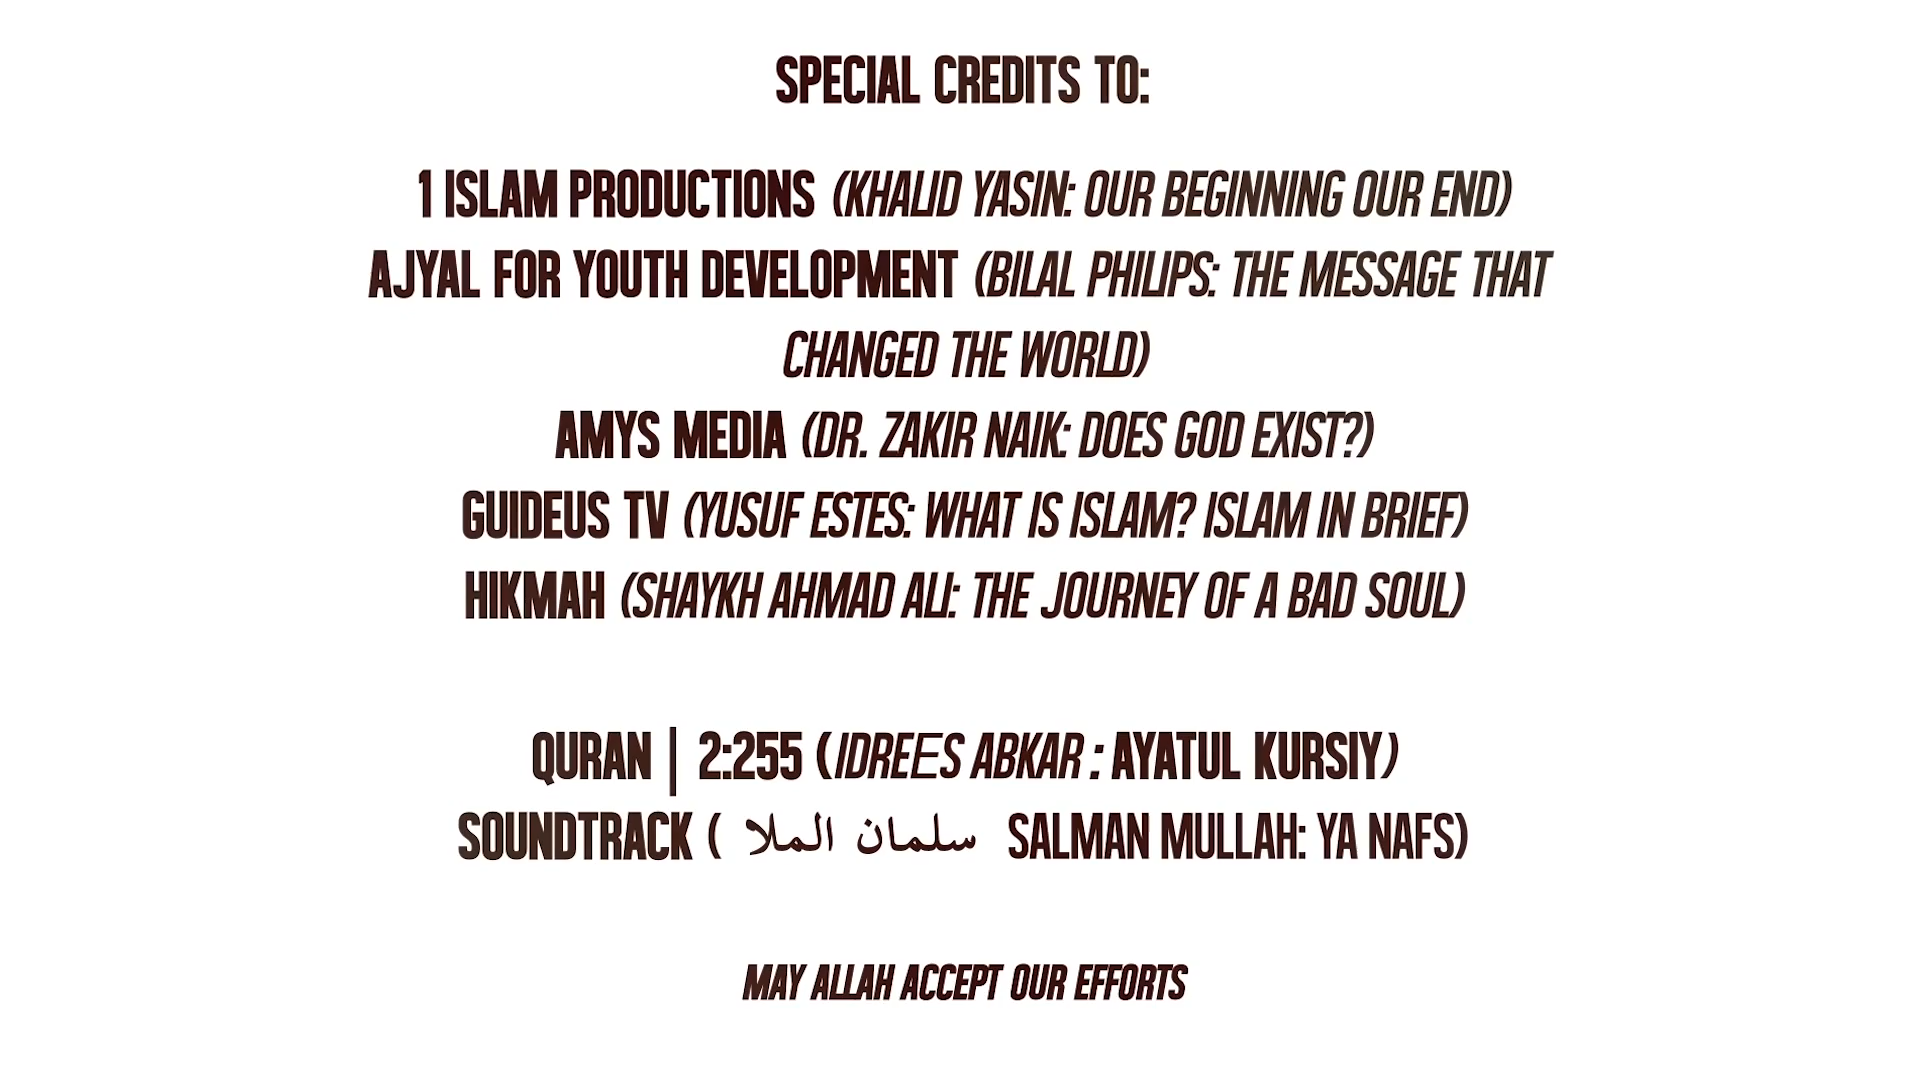 SPECIAL CREDITS TO:
1 ISLAM PRODUCTIONS (KHALID YASIN: OUR BEGINNING OUR END)
AJYAL FOR YOUTH DEVELOPMENT (BILAL PHILIPS: THE MESSAGE THAT
CHANGED THE WORLD)
AMYS MEDIA (DR. ZAKIR NAIK: DOES GOD EXIST?)
GUIDEUS TV (YUSUF ESTES: WHAT IS ISLAM? ISLAM IN BRIEF)
HIKMAH (SHAYKH AHMAD ALI: THE JOURNEY OF A BAD SOUL)
QURAN | 2:255 (IDREES ABKAR : AYATUL KURSIY)
SOUNDTRACK ( سلمان الملا SALMAN MULLAH: YA NAFS)
MAY ALLAH ACCEPT OUR EFFORTS